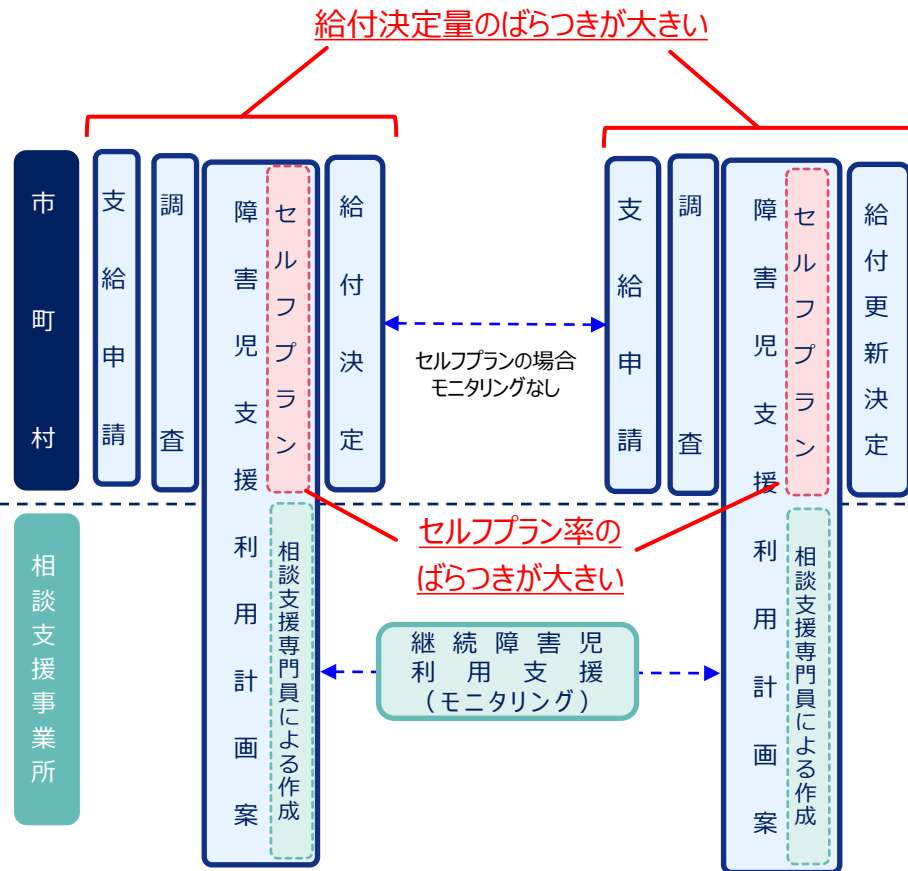 給付決定量のばらつきが大きい
市町村
支給申請
調査
障害児支援利用計画案
セルフプラン
相談支援専門員による作成
給付決定
セルフプランの場合
モニタリングなし
支給申請
調査
障害児支援利用計画案
セルフプラン
相談支援専門員による作成
給付更新決定
セルフプラン率の
ばらつきが大きい
相談支援事業所
継続障害児
利用支援
(モニタリング)